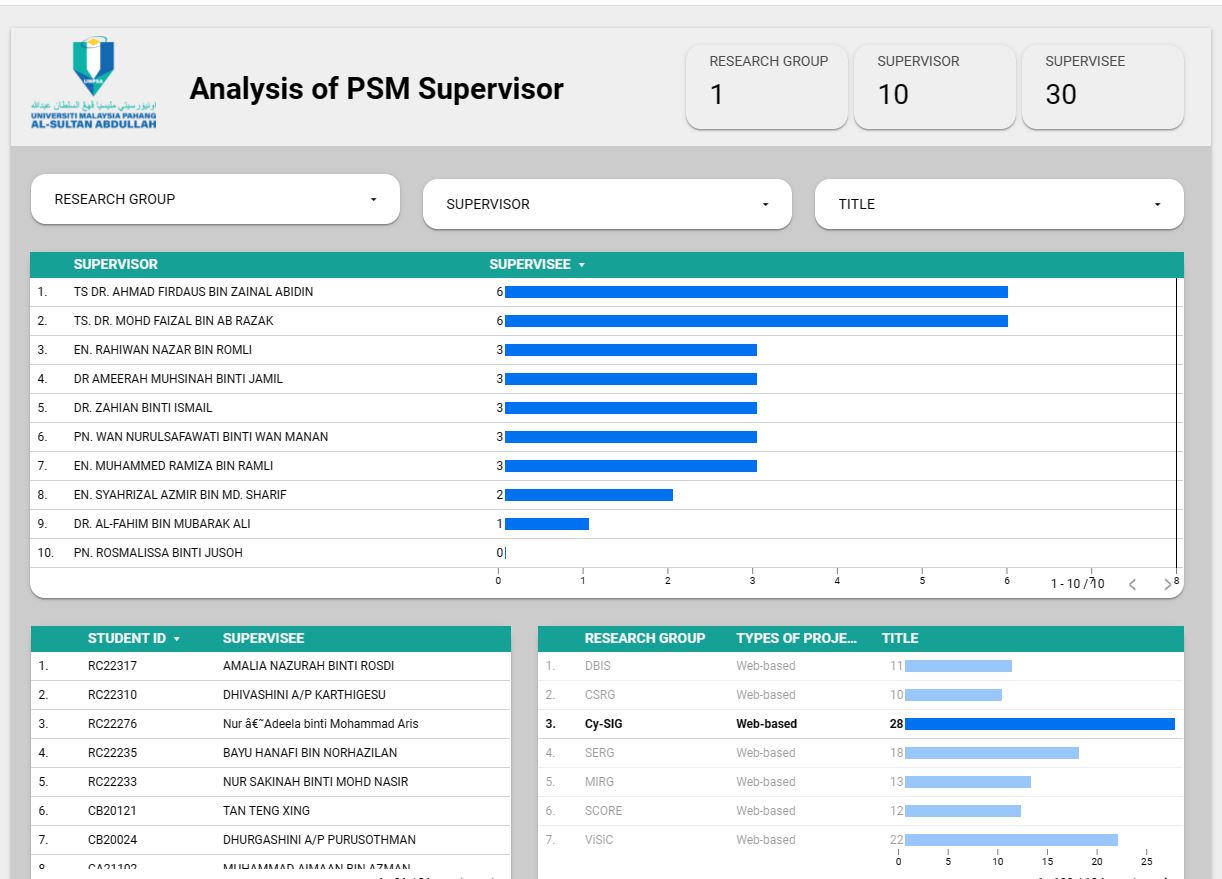 اونيۏرسيتي مليسيا ڤهڠ السلطان عبدالله
UMPSA
UNIVERSITI MALAYSIA PAHANG
AL-SULTAN ABDULLAH
Analysis of PSM Supervisor
RESEARCH GROUP
1
SUPERVISOR
10
SUPERVISEE
30
RESEARCH GROUP
SUPERVISOR
TITLE
SUPERVISOR SUPERVISEE
1. TS DR. AHMAD FIRDAUS BIN ZAINAL ABIDIN 6
2. TS. DR. MOHD FAIZAL BIN AB RAZAK 6
3. EN. RAHIWAN NAZAR BIN ROMLI 3
4. DR AMEERAH MUHSINAH BINTI JAMIL 3
5. DR. ZAHIAN BINTI ISMAIL 3
6. PN. WAN NURULSAFAWATI BINTI WAN MANAN 3
7. EN. MUHAMMED RAMIZA BIN RAMLI 3
8. EN. SYAHRIZAL AZMIR BIN MD. SHARIF 2
9. DR. AL-FAHIM BIN MUBARAK ALI 1
10. PN. ROSMALISSA BINTI JUSOH 0
0 1 2 3 4 5 6 7 8
1 - 10 / 10
STUDENT ID SUPERVISEE
1. RC22317 AMALIA NAZURAH BINTI ROSDI
2. RC22310 DHIVASHINI A/P KARTHIGESU
3. RC22276 Nur â€˜Adeela binti Mohammad Aris
4. RC22235 BAYU HANAFI BIN NORHAZILAN
5. RC22233 NUR SAKINAH BINTI MOHD NASIR
6. CB20121 TAN TENG XING
7. CB20024 DHURGASHINI A/P PURUSOTHMAN
8. CA21102 MUHAMMAD AIMAAN BIN AZMAN
RESEARCH GROUP TYPES OF PROJE... TITLE
1. DBIS Web-based 11
2. CSRG Web-based 10
3. Cy-SIG Web-based 28
4. SERG Web-based 18
5. MIRG Web-based 13
6. SCORE Web-based 12
7. ViSiC Web-based 22
0 5 10 15 20 25